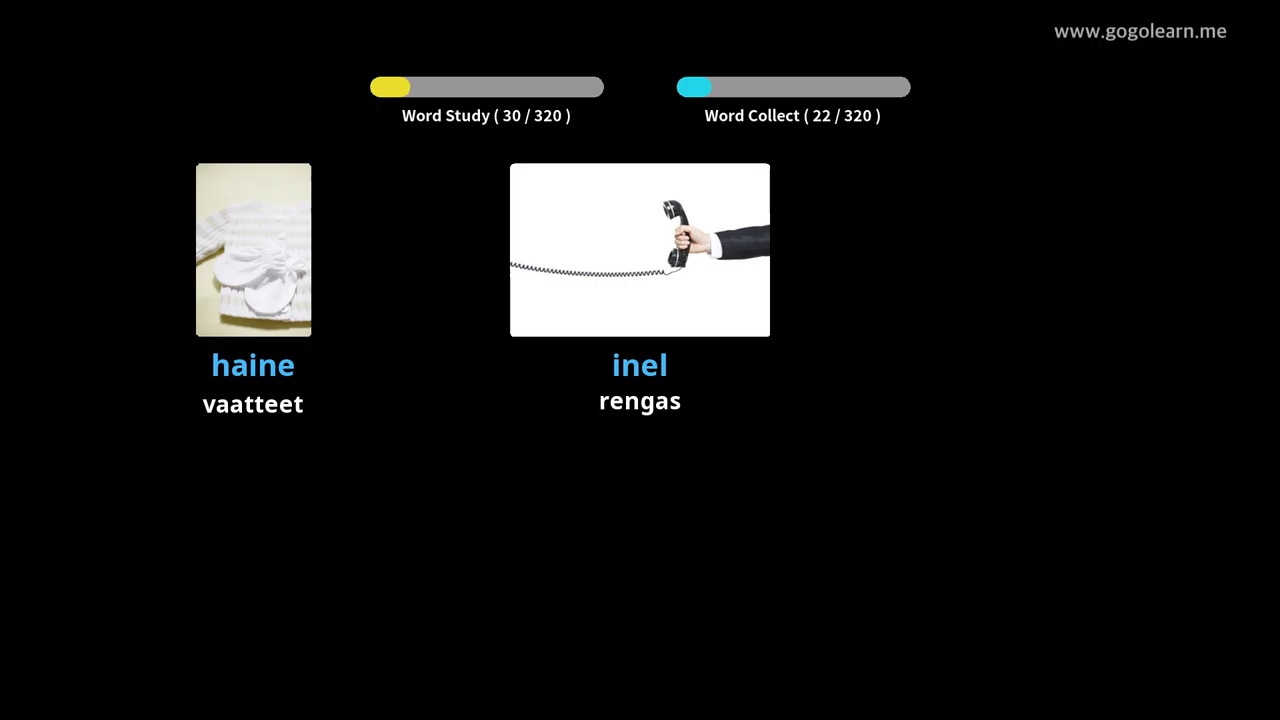 www.gogolearn.me
Word Study ( 30 / 320 )
Word Collect ( 22 / 320 )
haine
vaatteet
inel
rengas